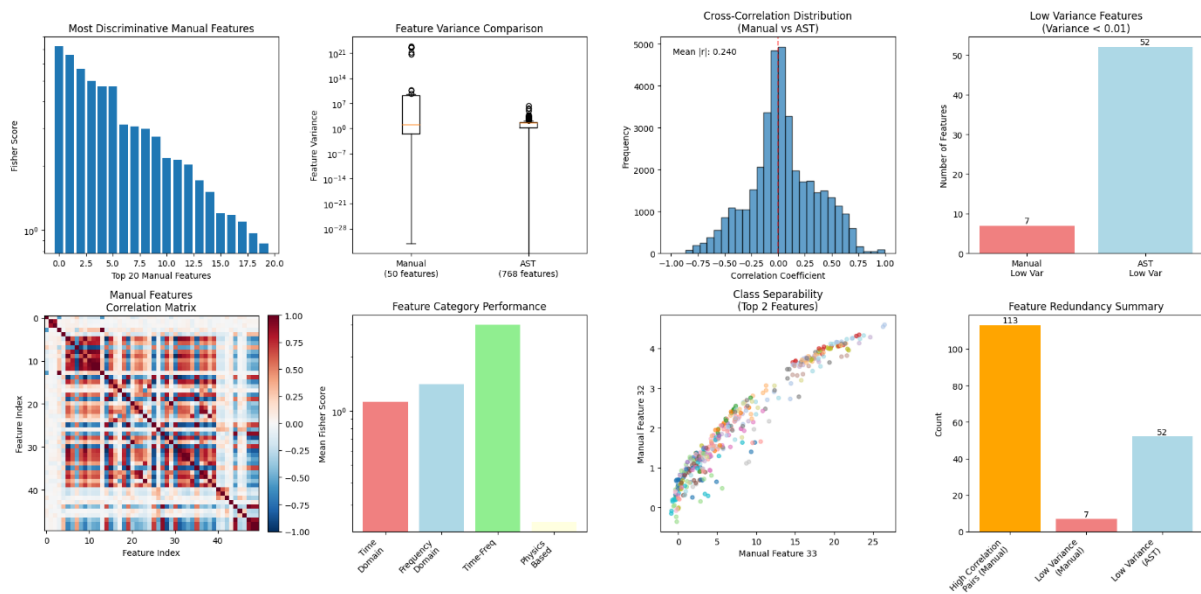 Most Discriminative Manual Features
Fisher Score
10⁰
0.0 2.5 5.0 7.5 10.0 12.5 15.0 17.5 20.0
Top 20 Manual Features
Feature Variance Comparison
Feature Variance
10²¹
10¹⁴
10⁷
10⁰
10⁻⁷
10⁻¹⁴
10⁻²¹
10⁻²⁸
Manual
(50 features)
AST
(768 features)
Cross-Correlation Distribution
(Manual vs AST)
Mean |r|: 0.240
Frequency
5000
4000
3000
2000
1000
0
−1.00 −0.75 −0.50 −0.25 0.00 0.25 0.50 0.75 1.00
Correlation Coefficient
Low Variance Features
(Variance < 0.01)
Number of Features
50
40
30
20
10
0
7
52
Manual
Low Var
AST
Low Var
Manual Features
Correlation Matrix
Feature Index
0
10
20
30
40
0 10 20 30 40
Feature Index
1.00
0.75
0.50
0.25
0.00
−0.25
−0.50
−0.75
−1.00
Feature Category Performance
Mean Fisher Score
10⁰
Time
Domain
Frequency
Domain
Time-Freq
Physics
Based
Class Separability
(Top 2 Features)
Manual Feature 32
4
3
2
1
0
0 5 10 15 20 25
Manual Feature 33
Feature Redundancy Summary
Count
100
80
60
40
20
0
113
7
52
High Correlation
Pairs (Manual)
Low Variance
(Manual)
Low Variance
(AST)